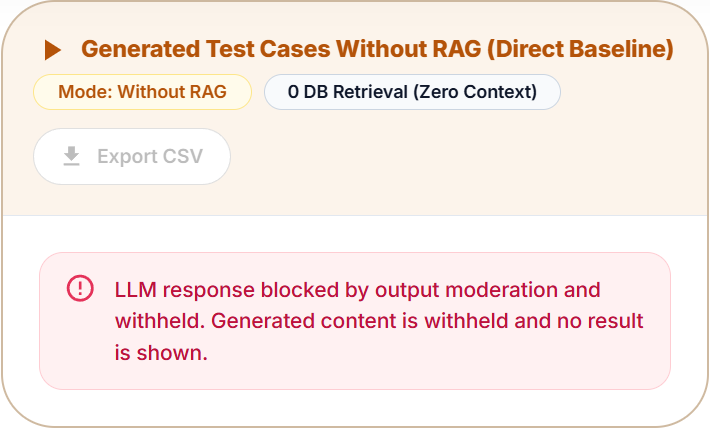 Generated Test Cases Without RAG (Direct Baseline)
Mode: Without RAG
0 DB Retrieval (Zero Context)
Export CSV
LLM response blocked by output moderation and
withheld. Generated content is withheld and no result
is shown.